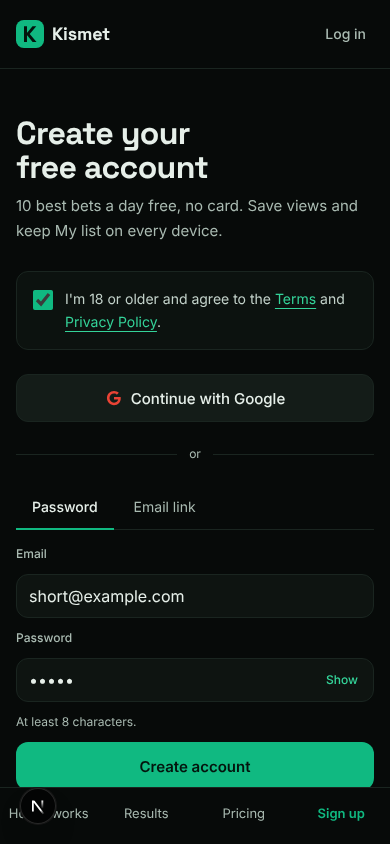 Kismet
Log in
Create your
free account
10 best bets a day free, no card. Save views and
keep My list on every device.
I'm 18 or older and agree to the Terms and
Privacy Policy.
Continue with Google
or
Password
Email link
Email
short@example.com
Password
Show
At least 8 characters.
Create account
works
Results
Pricing
Sign up